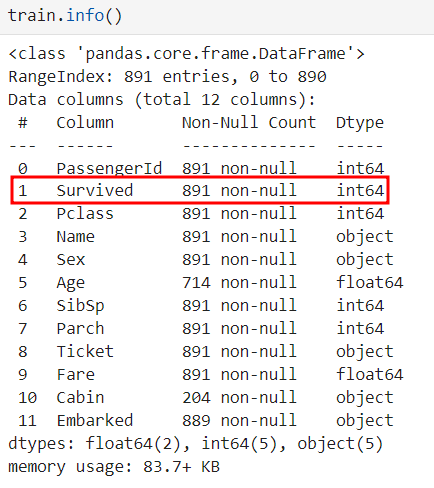 train.info()
<class 'pandas.core.frame.DataFrame'>
RangeIndex: 891 entries, 0 to 890
Data columns (total 12 columns):
 #   Column       Non-Null Count  Dtype
---  ------       --------------  -----
 0   PassengerId  891 non-null    int64
 1   Survived     891 non-null    int64
 2   Pclass       891 non-null    int64
 3   Name         891 non-null    object
 4   Sex          891 non-null    object
 5   Age          714 non-null    float64
 6   SibSp        891 non-null    int64
 7   Parch        891 non-null    int64
 8   Ticket       891 non-null    object
 9   Fare         891 non-null    float64
 10  Cabin        204 non-null    object
 11  Embarked     889 non-null    object
dtypes: float64(2), int64(5), object(5)
memory usage: 83.7+ KB